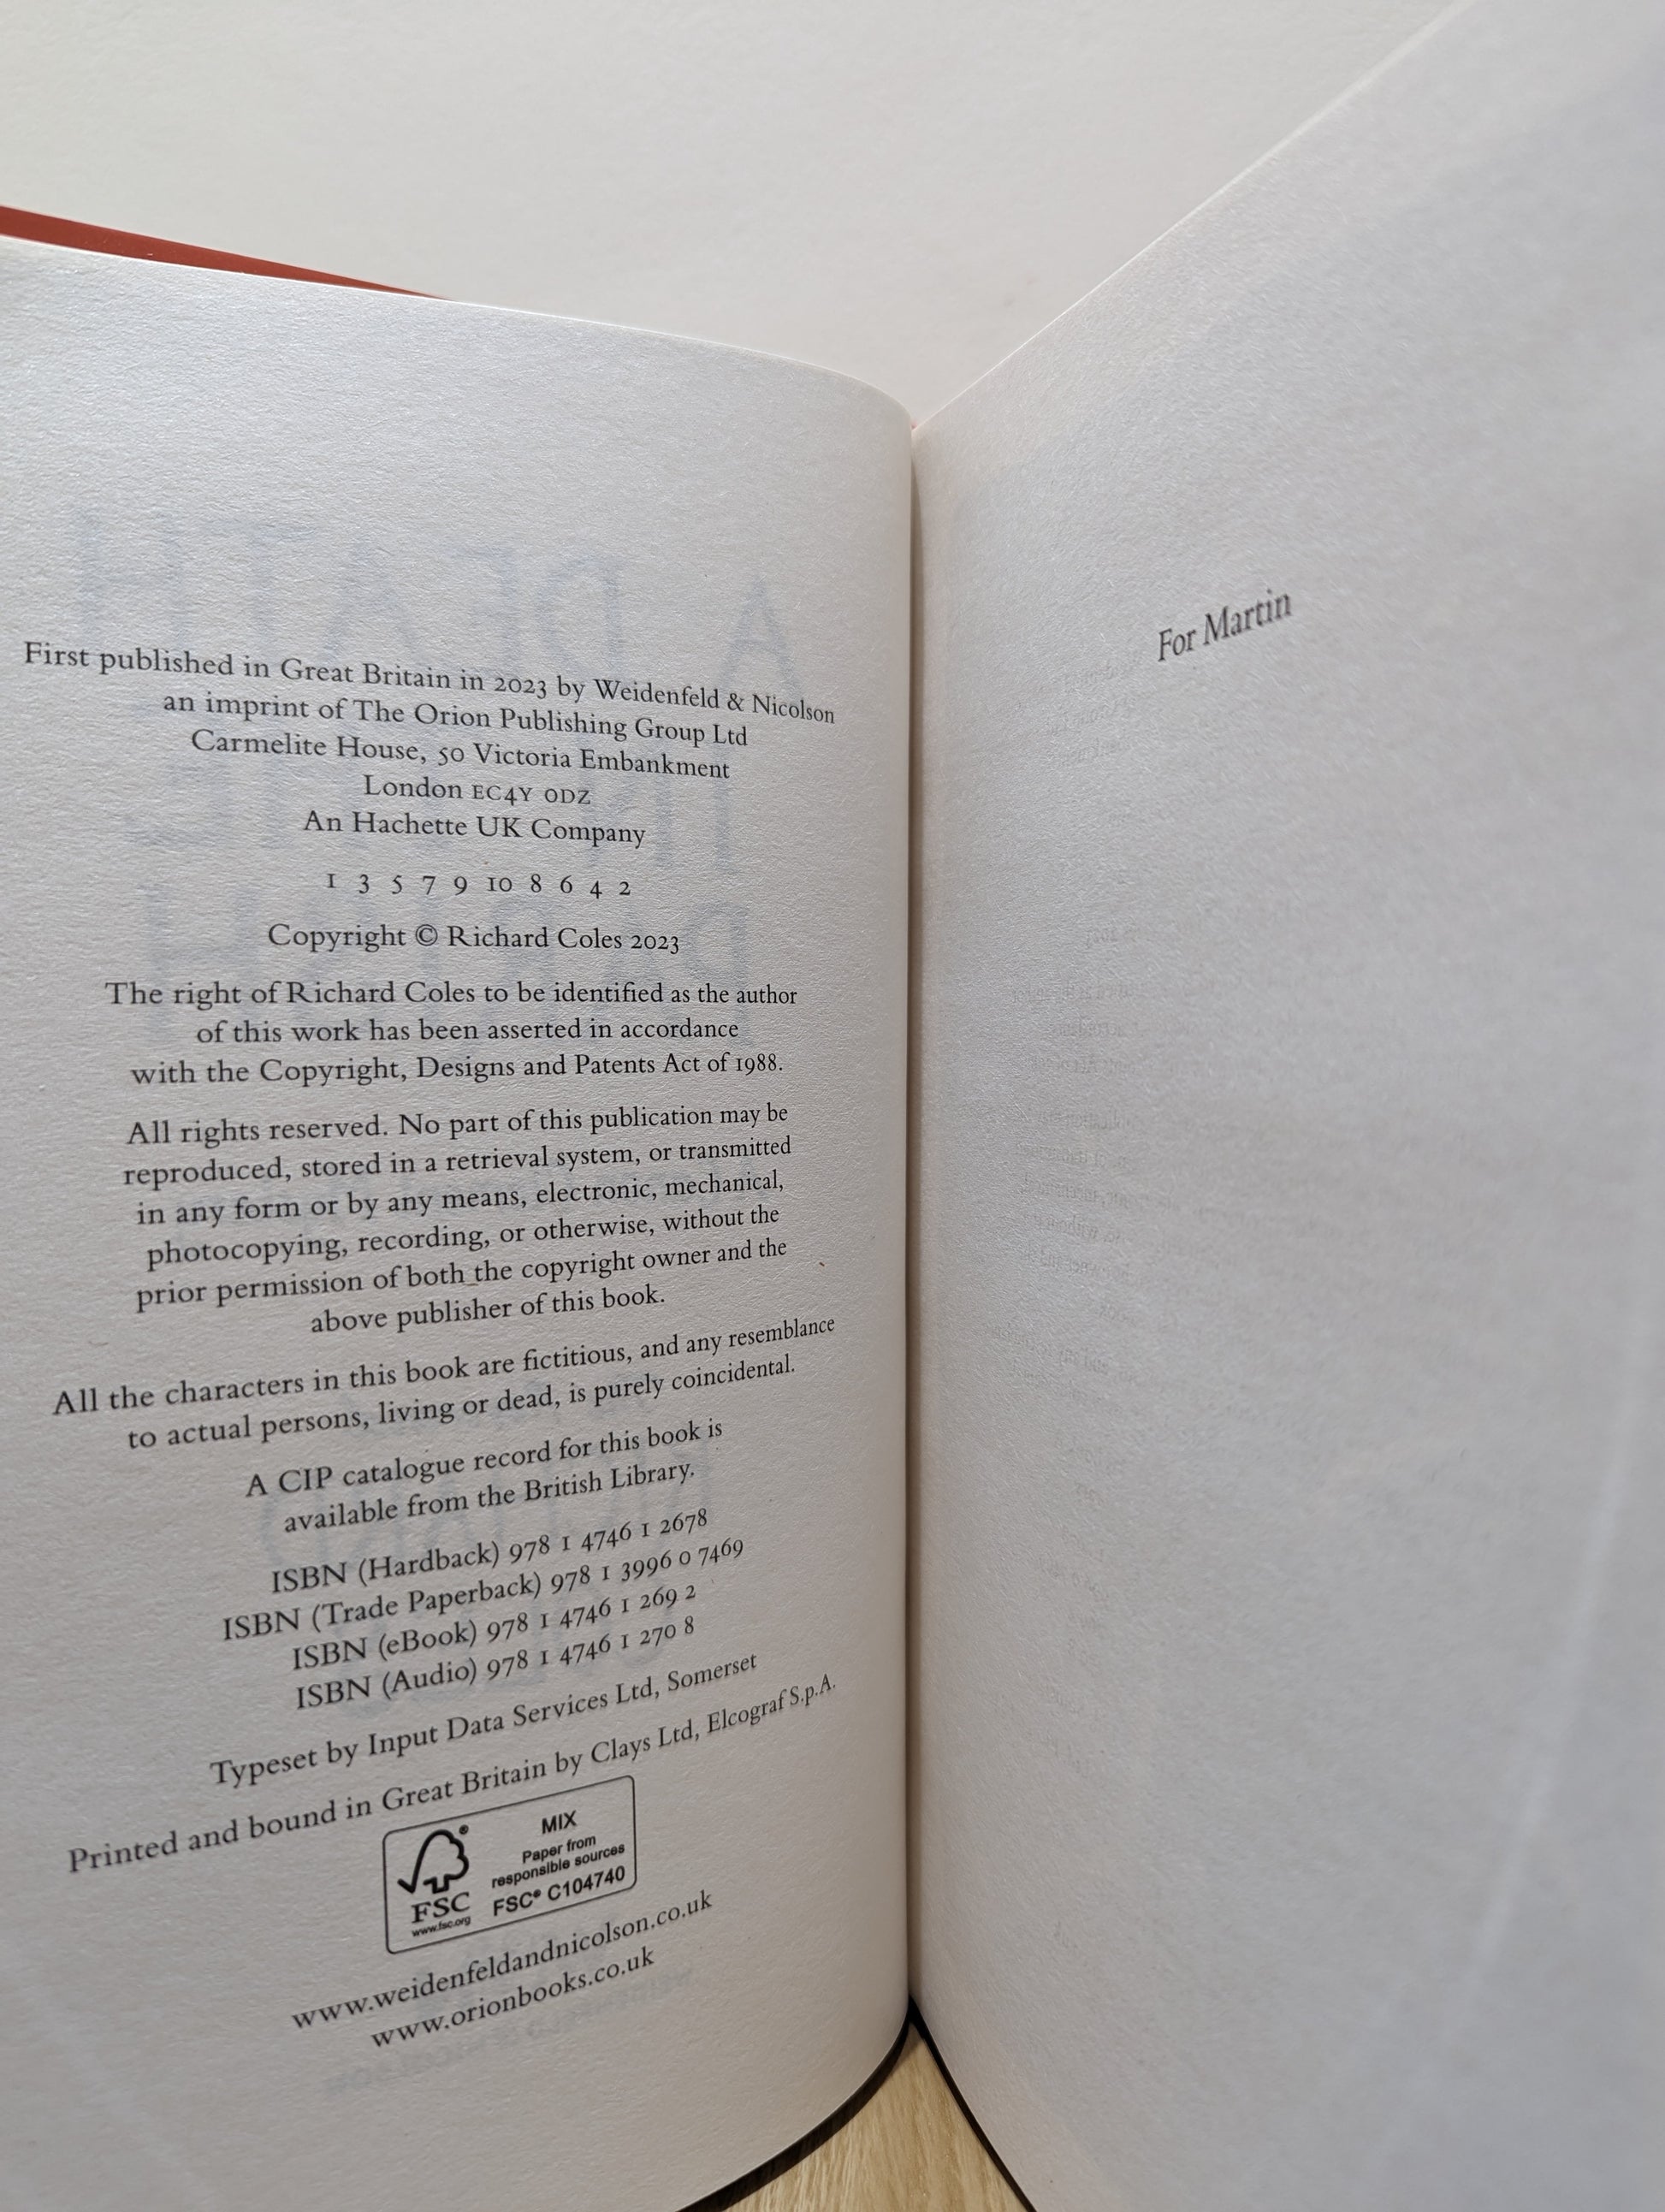 First published in Great Britain in 2023 by Weidenfeld & Nicolson
an imprint of The Orion Publishing Group Ltd
Carmelite House, 50 Victoria Embankment
London EC4Y 0DZ
An Hachette UK Company
1 3 5 7 9 10 8 6 4 2
Copyright © Richard Coles 2023
The right of Richard Coles to be identified as the author
of this work has been asserted in accordance
with the Copyright, Designs and Patents Act of 1988.
All rights reserved. No part of this publication may be
reproduced, stored in a retrieval system, or transmitted
in any form or by any means, electronic, mechanical,
photocopying, recording, or otherwise, without the
prior permission of both the copyright owner and the
above publisher of this book.
All the characters in this book are fictitious, and any resemblance
to actual persons, living or dead, is purely coincidental.
A CIP catalogue record for this book is
available from the British Library.
ISBN (Hardback) 978 1 4746 1 2678
ISBN (Trade Paperback) 978 1 3996 0 7469
ISBN (eBook) 978 1 4746 1 269 2
ISBN (Audio) 978 1 4746 1 270 8
Typeset by Input Data Services Ltd, Somerset
Printed and bound in Great Britain by Clays Ltd, Elcograf S.p.A.
MIX
Paper from
responsible sources
FSC® C104740
FSC
www.fsc.org
www.weidenfeldandnicolson.co.uk
www.orionbooks.co.uk
For Martin